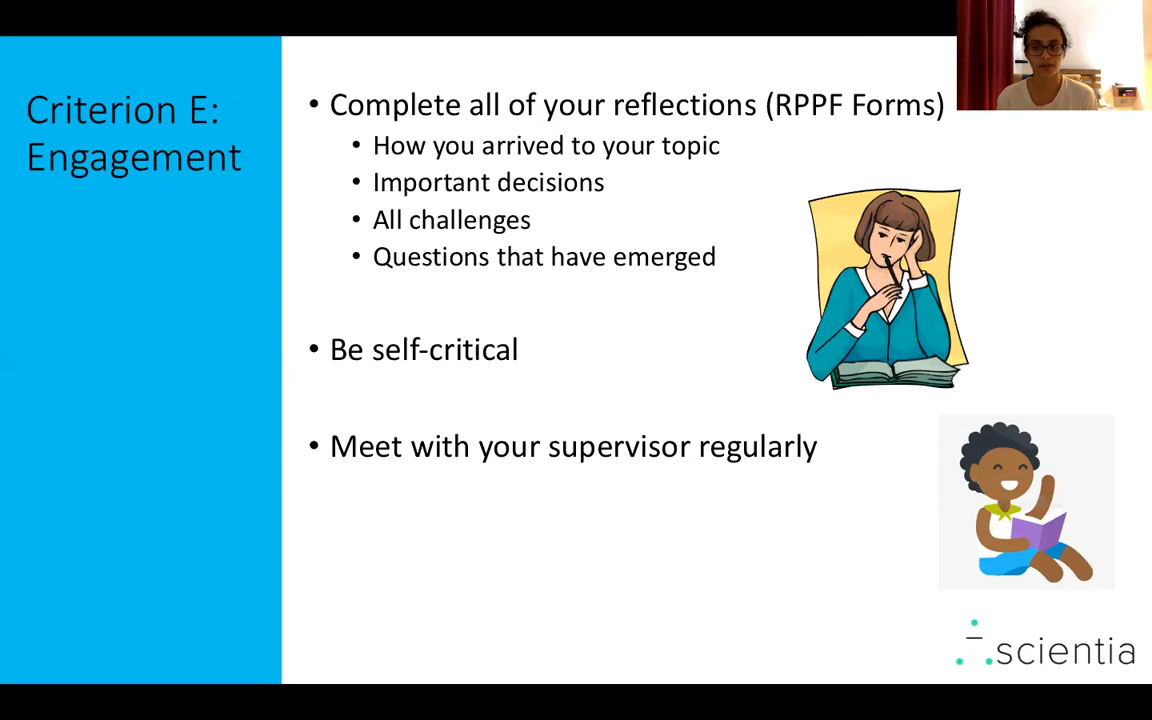 Criterion E:
Engagement
• Complete all of your reflections (RPPF Forms)
• How you arrived to your topic
• Important decisions
• All challenges
• Questions that have emerged
• Be self-critical
• Meet with your supervisor regularly
scientia